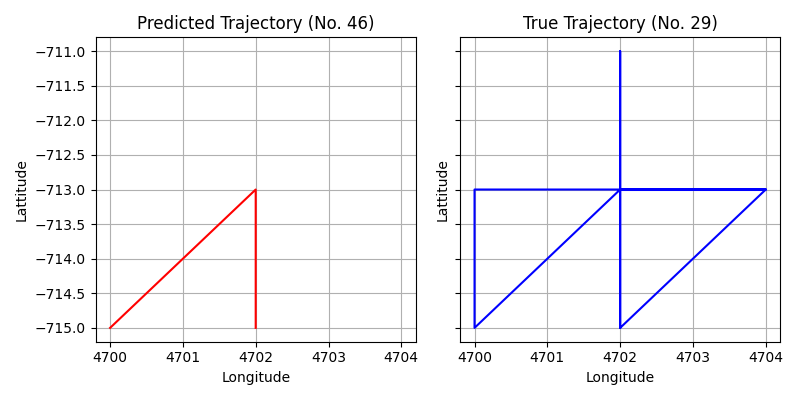 Predicted Trajectory (No. 46)
True Trajectory (No. 29)
−711.0
−711.5
−712.0
−712.5
−713.0
−713.5
−714.0
−714.5
−715.0
Lattitude
Lattitude
4700 4701 4702 4703 4704
4700 4701 4702 4703 4704
Longitude
Longitude